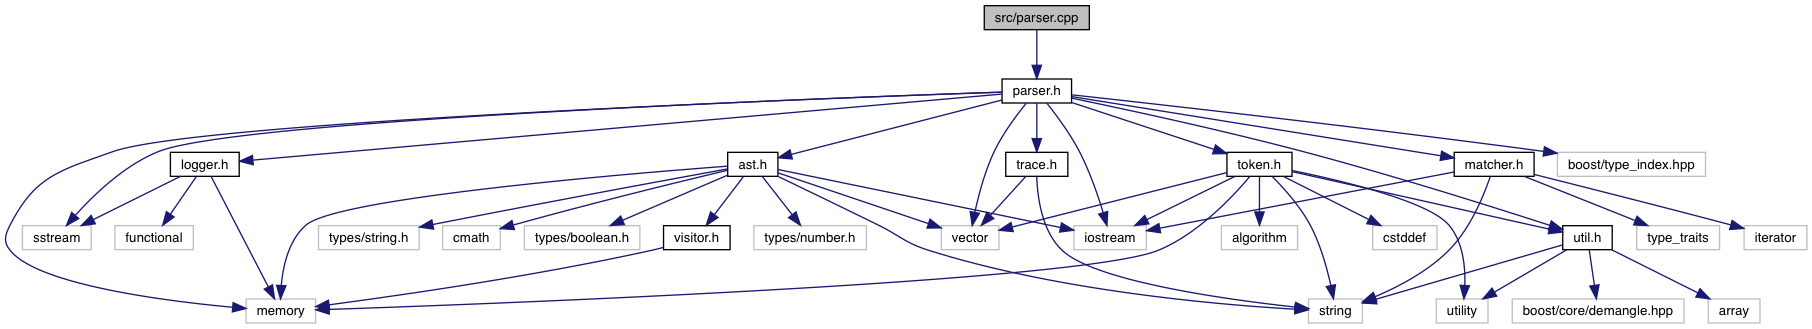 src/parser.cpp
parser.h
logger.h
ast.h
trace.h
token.h
matcher.h
boost/type_index.hpp
sstream
functional
types/string.h
cmath
types/boolean.h
visitor.h
types/number.h
vector
iostream
algorithm
cstddef
util.h
type_traits
iterator
memory
string
utility
boost/core/demangle.hpp
array